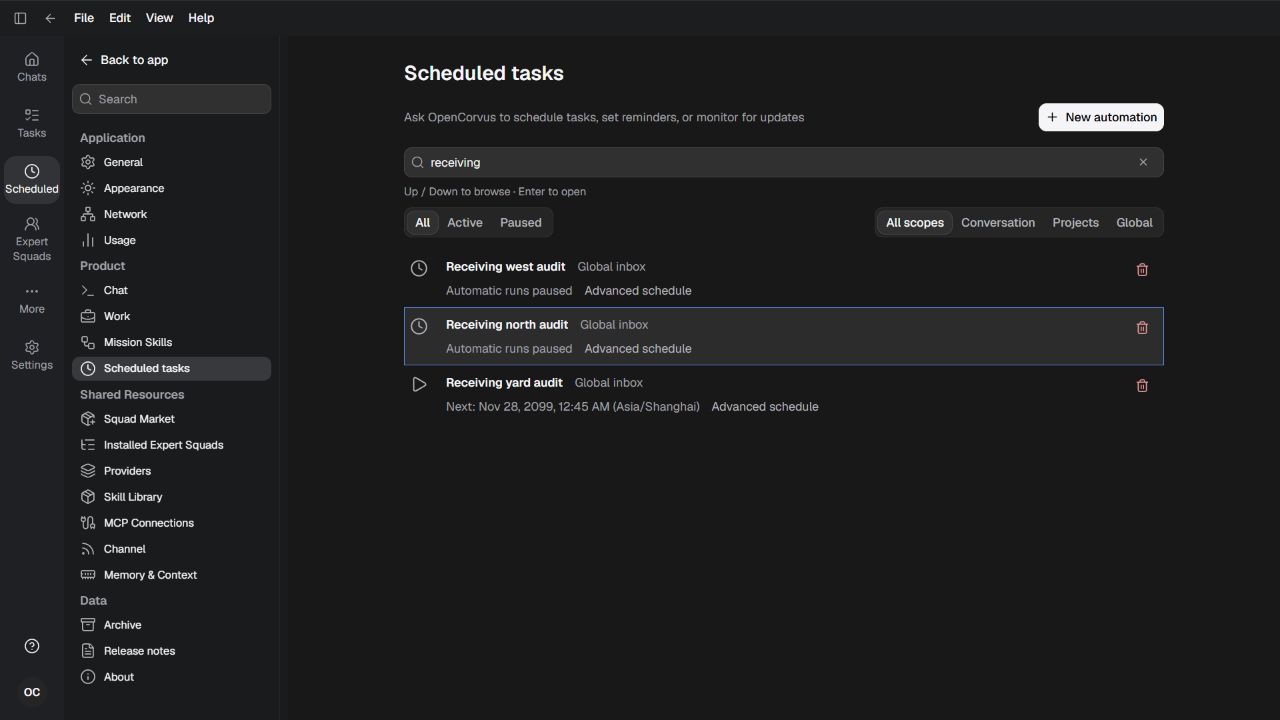 File Edit View Help
Chats
Tasks
Scheduled
Expert
Squads
More
Settings
OC
Back to app
Search
Application
General
Appearance
Network
Usage
Product
Chat
Work
Mission Skills
Scheduled tasks
Shared Resources
Squad Market
Installed Expert Squads
Providers
Skill Library
MCP Connections
Channel
Memory & Context
Data
Archive
Release notes
About
Scheduled tasks
Ask OpenCorvus to schedule tasks, set reminders, or monitor for updates
New automation
receiving
Up / Down to browse · Enter to open
All Active Paused
All scopes Conversation Projects Global
Receiving west audit Global inbox
Automatic runs paused Advanced schedule
Receiving north audit Global inbox
Automatic runs paused Advanced schedule
Receiving yard audit Global inbox
Next: Nov 28, 2099, 12:45 AM (Asia/Shanghai) Advanced schedule